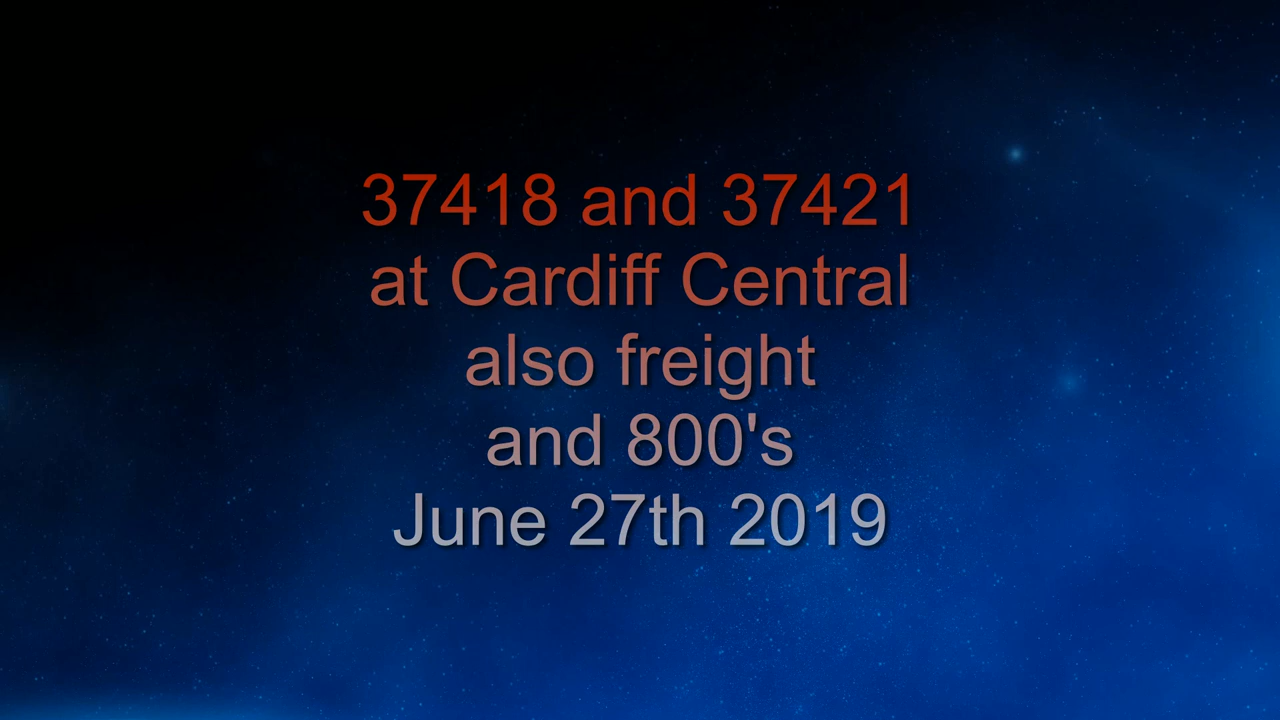 37418 and 37421
at Cardiff Central
also freight
and 800's
June 27th 2019